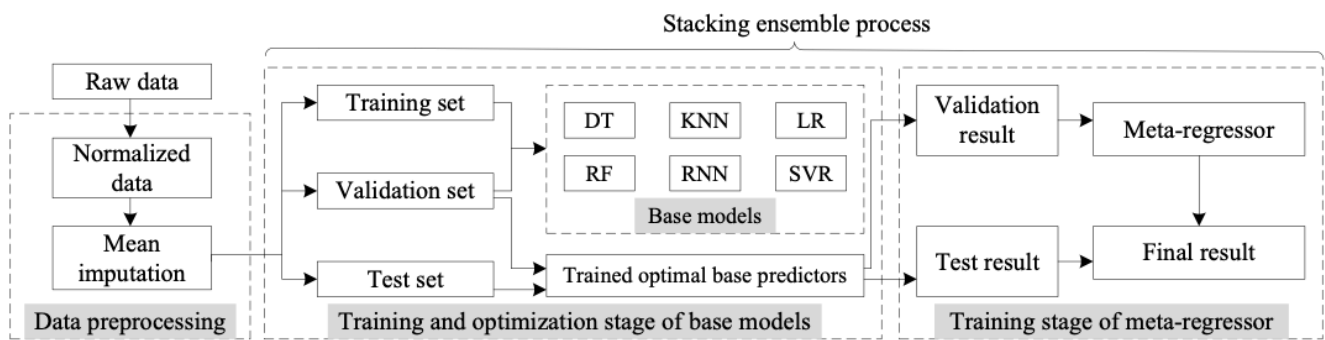 Stacking ensemble process
Raw data
Normalized
data
Mean
imputation
Data preprocessing
Training set
Validation set
Test set
DT
KNN
LR
RF
RNN
SVR
Base models
Trained optimal base predictors
Training and optimization stage of base models
Validation
result
Meta-regressor
Test result
Final result
Training stage of meta-regressor